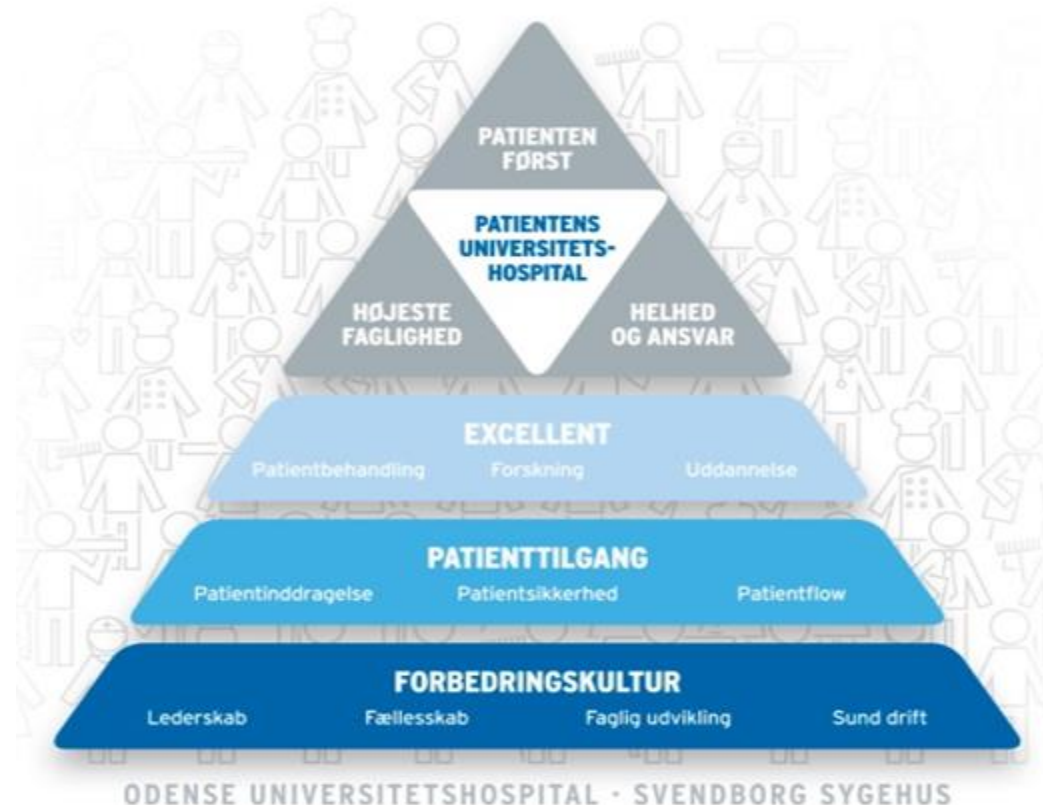 PATIENTEN
FØRST
PATIENTENS
UNIVERSITETS-
HOSPITAL
HØJESTE
FAGLIGHED
HELHED
OG ANSVAR
EXCELLENT
Patientbehandling Forskning Uddannelse
PATIENTTILGANG
Patientinddragelse Patientsikkerhed Patientflow
FORBEDRINGSKULTUR
Lederskab Fællesskab Faglig udvikling Sund drift
ODENSE UNIVERSITETSHOSPITAL · SVENDBORG SYGEHUS